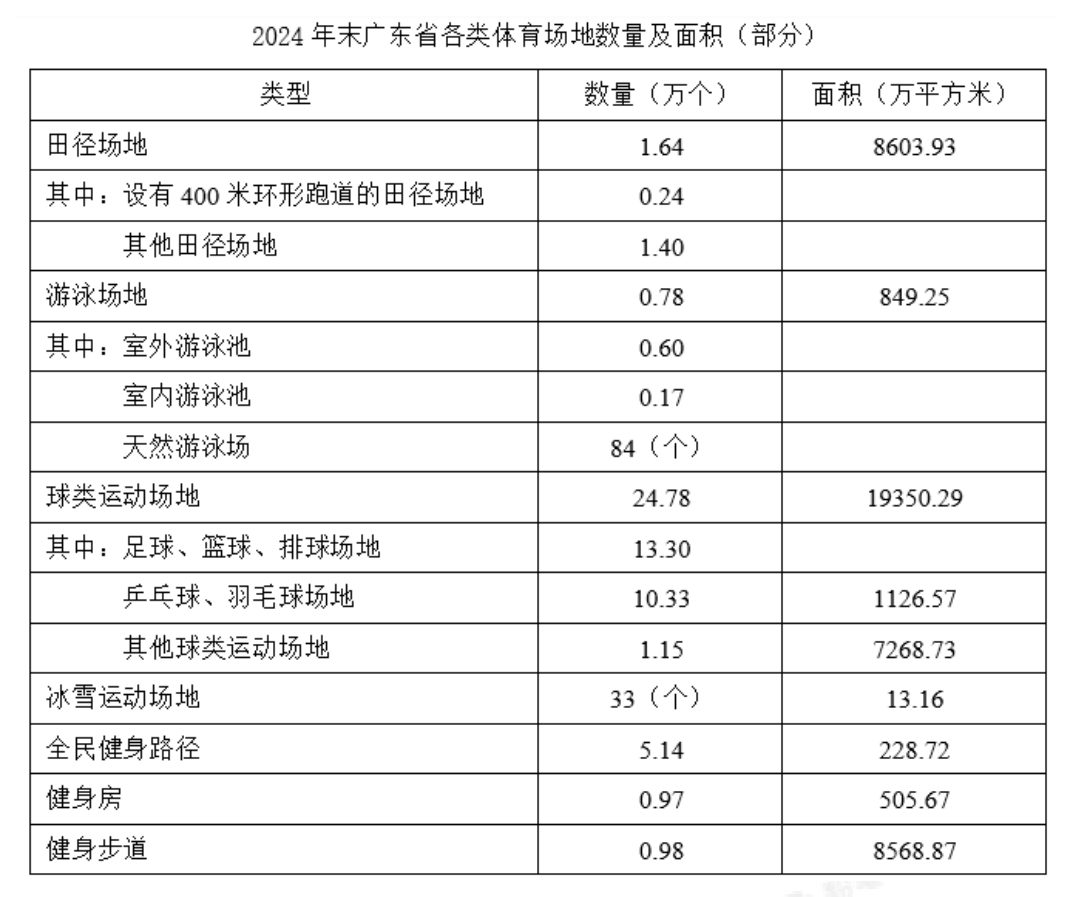 2024 年末广东省各类体育场地数量及面积（部分）
类型 数量（万个） 面积（万平方米）
田径场地 1.64 8603.93
其中：设有 400 米环形跑道的田径场地 0.24
其他田径场地 1.40
游泳场地 0.78 849.25
其中：室外游泳池 0.60
室内游泳池 0.17
天然游泳场 84（个）
球类运动场地 24.78 19350.29
其中：足球、篮球、排球场地 13.30
乒乓球、羽毛球场地 10.33 1126.57
其他球类运动场地 1.15 7268.73
冰雪运动场地 33（个） 13.16
全民健身路径 5.14 228.72
健身房 0.97 505.67
健身步道 0.98 8568.87